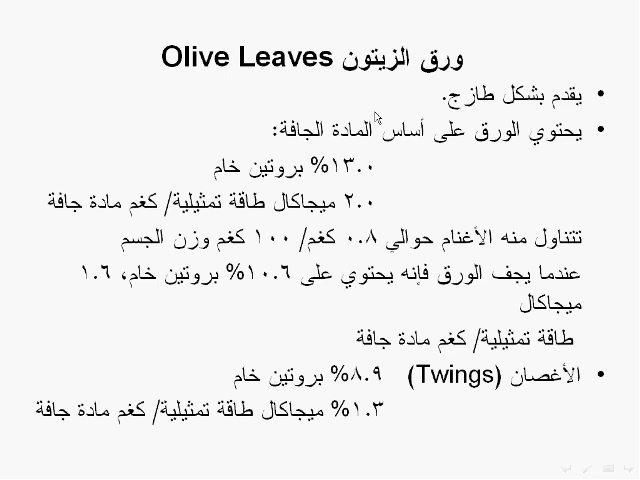 ورق الزيتون Olive Leaves
• يقدم بشكل طازج.
• يحتوي الورق على أساس المادة الجافة:
١٣.٠% بروتين خام
٢.٠ ميجاكال طاقة تمثيلية/ كغم مادة جافة
تتناول منه الأغنام حوالي ٠.٨ كغم/ ١٠٠ كغم وزن الجسم
عندما يجف الورق فإنه يحتوي على ١٠.٦% بروتين خام، ١.٦
ميجاكال
طاقة تمثيلية/ كغم مادة جافة
• الأغصان (Twings) ٨.٩% بروتين خام
١.٣% ميجاكال طاقة تمثيلية/ كغم مادة جافة